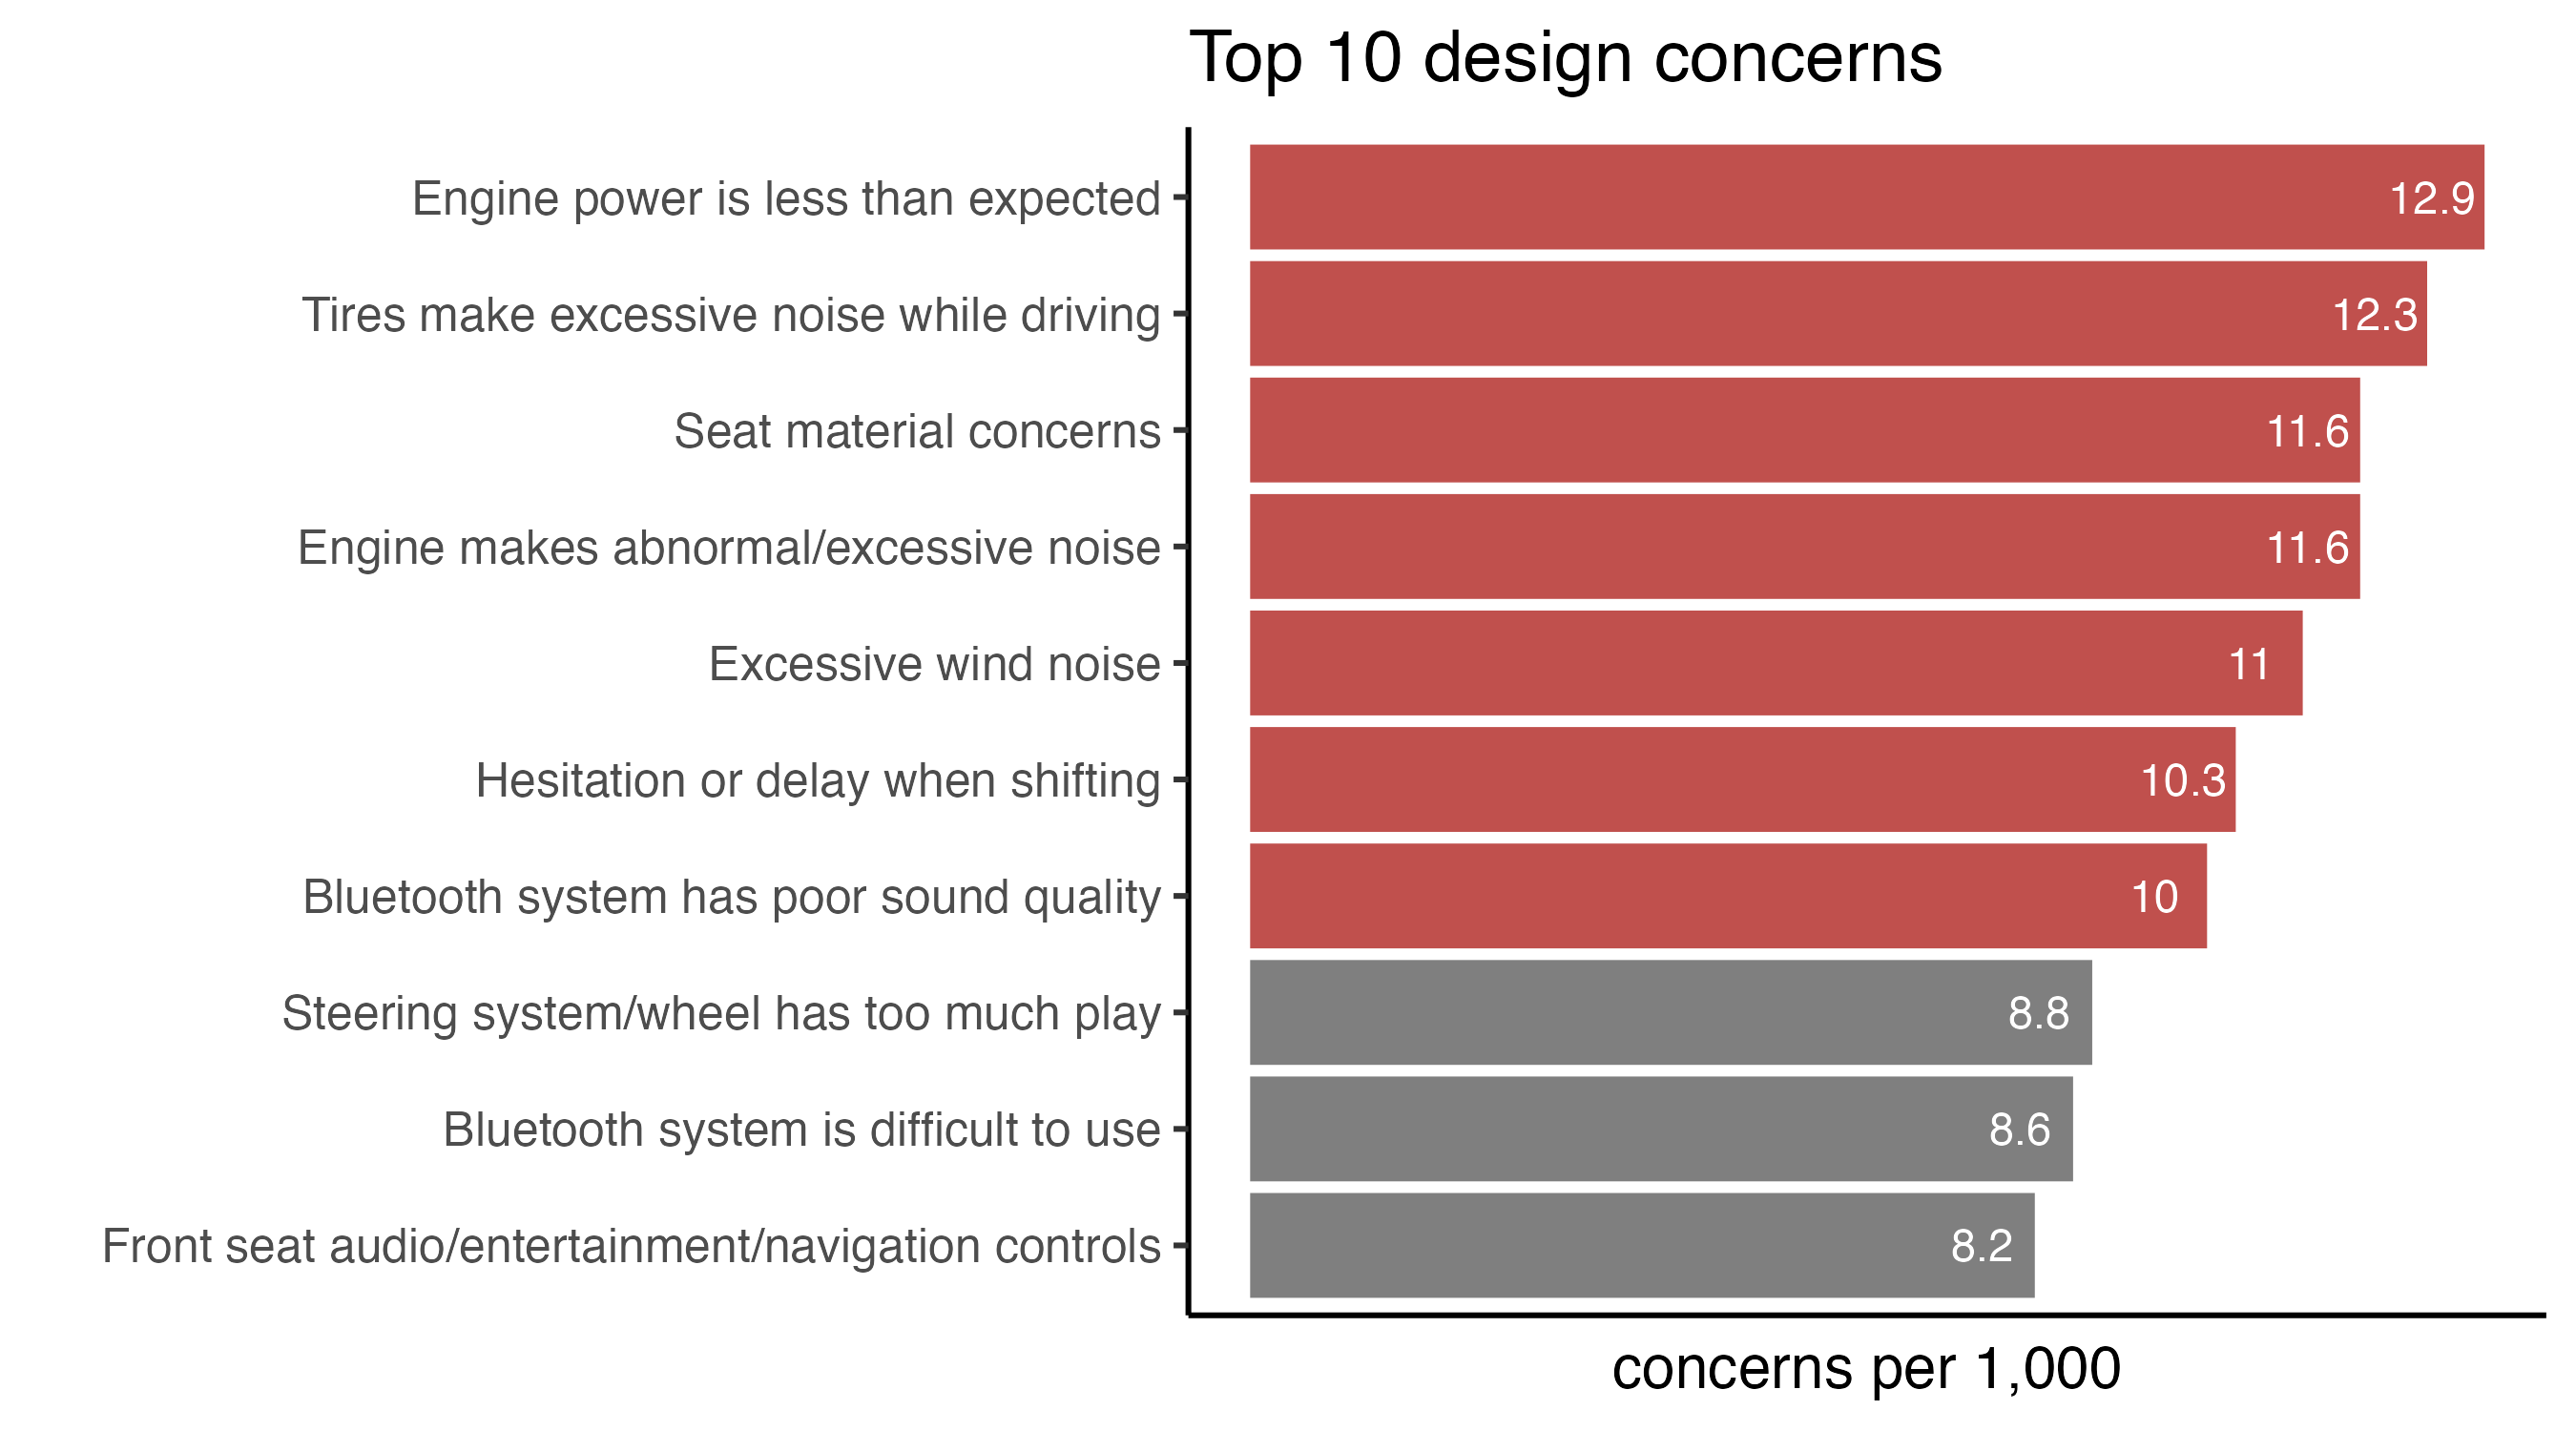 Top 10 design concerns
Engine power is less than expected 12.9
Tires make excessive noise while driving 12.3
Seat material concerns 11.6
Engine makes abnormal/excessive noise 11.6
Excessive wind noise 11
Hesitation or delay when shifting 10.3
Bluetooth system has poor sound quality 10
Steering system/wheel has too much play 8.8
Bluetooth system is difficult to use 8.6
Front seat audio/entertainment/navigation controls 8.2
concerns per 1,000